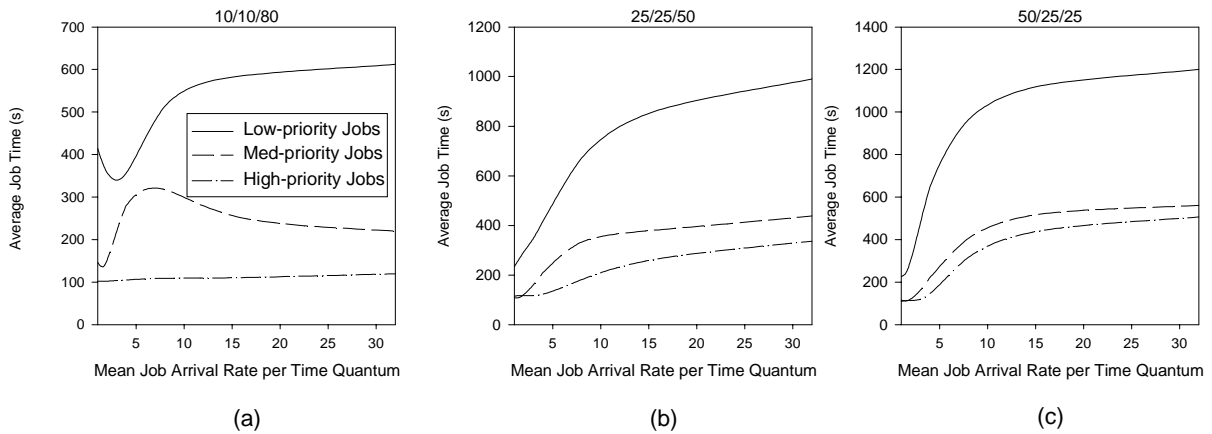 10/10/80
700
600
500
400
300
200
100
0
Average Job Time (s)
Low-priority Jobs
Med-priority Jobs
High-priority Jobs
5 10 15 20 25 30
Mean Job Arrival Rate per Time Quantum
(a)
25/25/50
1200
1000
800
600
400
200
0
Average Job Time (s)
5 10 15 20 25 30
Mean Job Arrival Rate per Time Quantum
(b)
50/25/25
1400
1200
1000
800
600
400
200
0
Average Job Time (s)
5 10 15 20 25 30
Mean Job Arrival Rate per Time Quantum
(c)